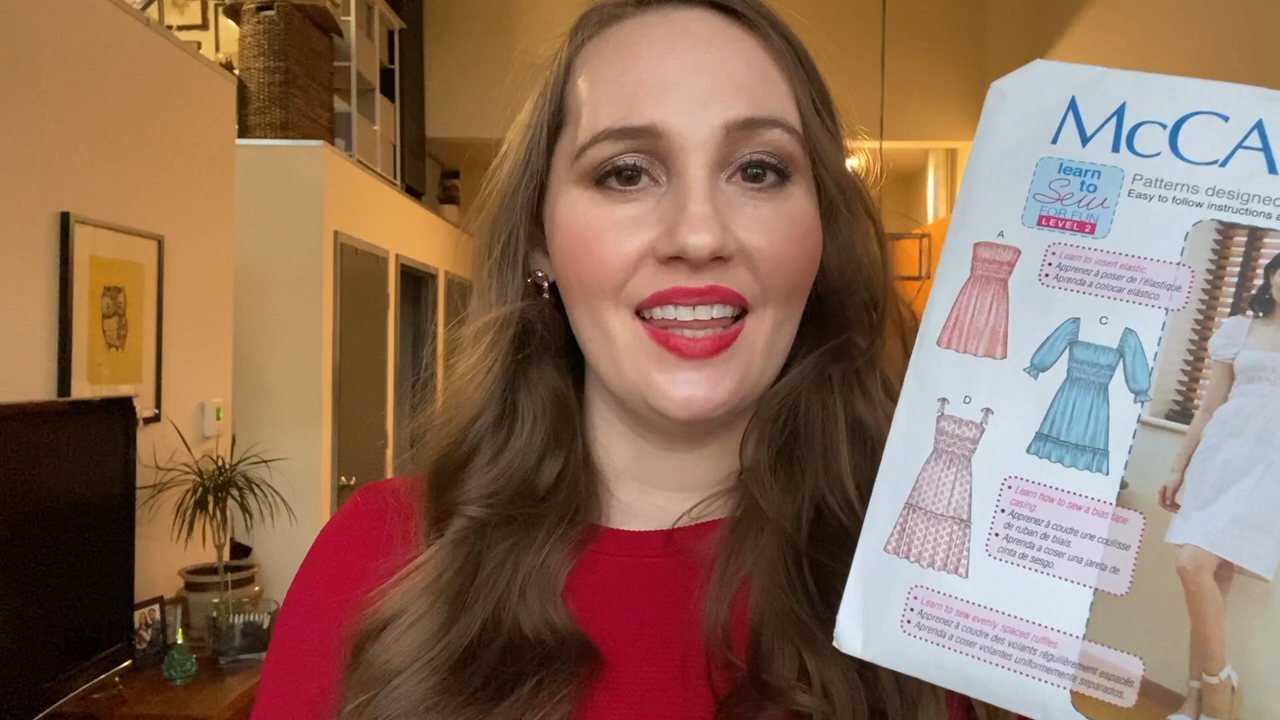 McCA
learn
to
Sew
FOR FUN
LEVEL 2
Patterns designed
Easy to follow instructions a
A
• Learn to insert elastic.
• Apprenez à poser de l'élastique.
• Aprenda a colocar elástico.
C
D
• Learn how to sew a bias tape
casing.
• Apprenez à coudre une coulisse
de ruban de biais.
• Aprenda a coser una jareta de
cinta de sesgo.
• Learn to sew evenly spaced ruffles.
• Apprenez à coudre des volants régulièrement espacés.
• Aprenda a coser volantes uniformemente separados.